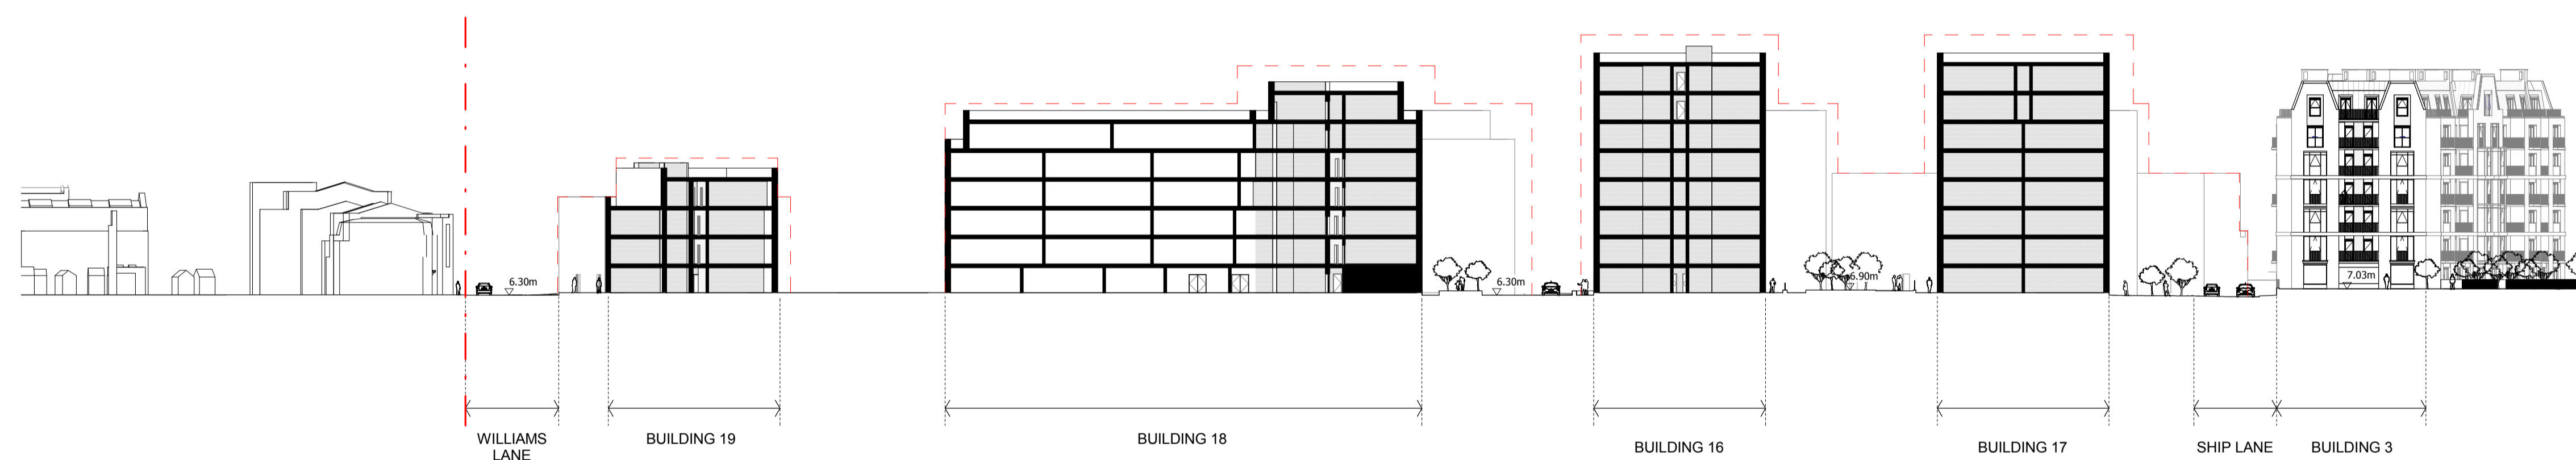 6.30m
6.30m
6.90m
7.03m
WILLIAMS
LANE
BUILDING 19
BUILDING 18
BUILDING 16
BUILDING 17
SHIP LANE
BUILDING 3